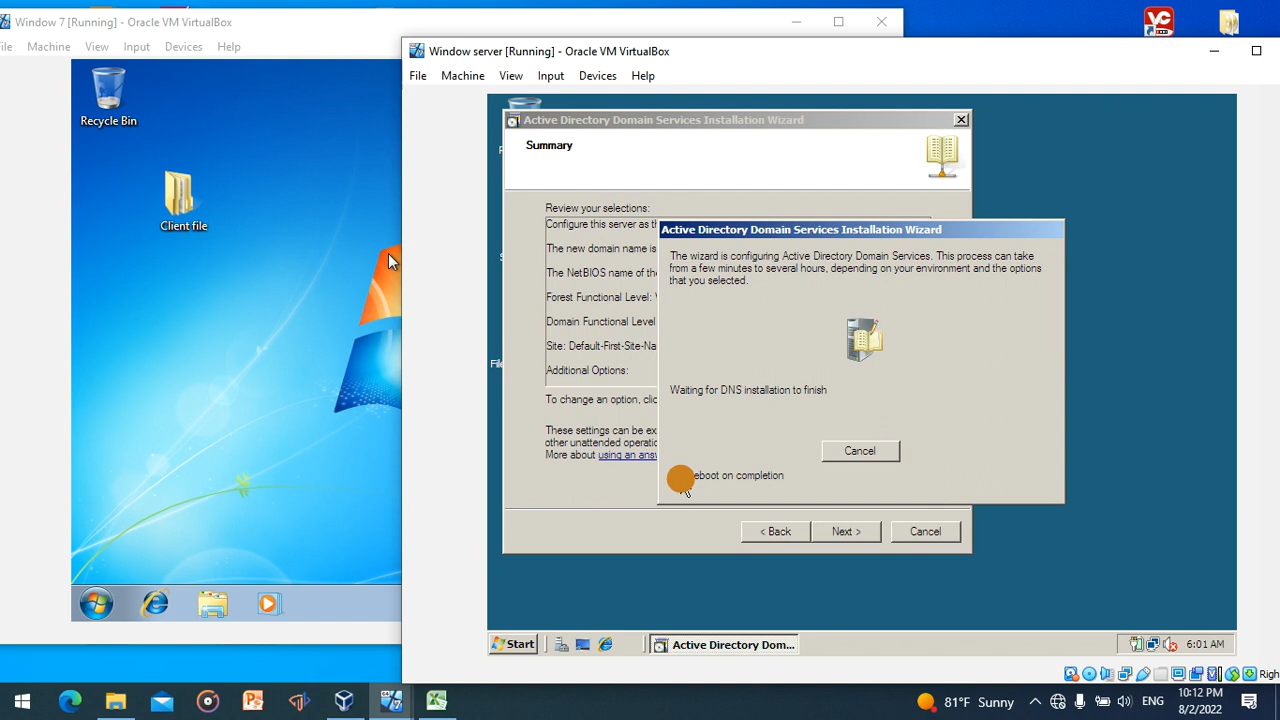 Window 7 [Running] - Oracle VM VirtualBox
ile Machine View Input Devices Help
Recycle Bin
Client file
Window server [Running] - Oracle VM VirtualBox
File Machine View Input Devices Help
Active Directory Domain Services Installation Wizard
Summary
Review your selections:
Configure this server as th
The new domain name is
The NetBIOS name of the
Forest Functional Level:
Domain Functional Level
Site: Default-First-Site-Na
Additional Options:
To change an option, clic
These settings can be ex
other unattended operatio
More about using an ansv
< Back Next > Cancel
Active Directory Domain Services Installation Wizard
The wizard is configuring Active Directory Domain Services. This process can take
from a few minutes to several hours, depending on your environment and the options
that you selected.
Waiting for DNS installation to finish
Cancel
eboot on completion
Start Active Directory Dom... 6:01 AM
Righ
81°F Sunny ENG 10:12 PM
8/2/2022